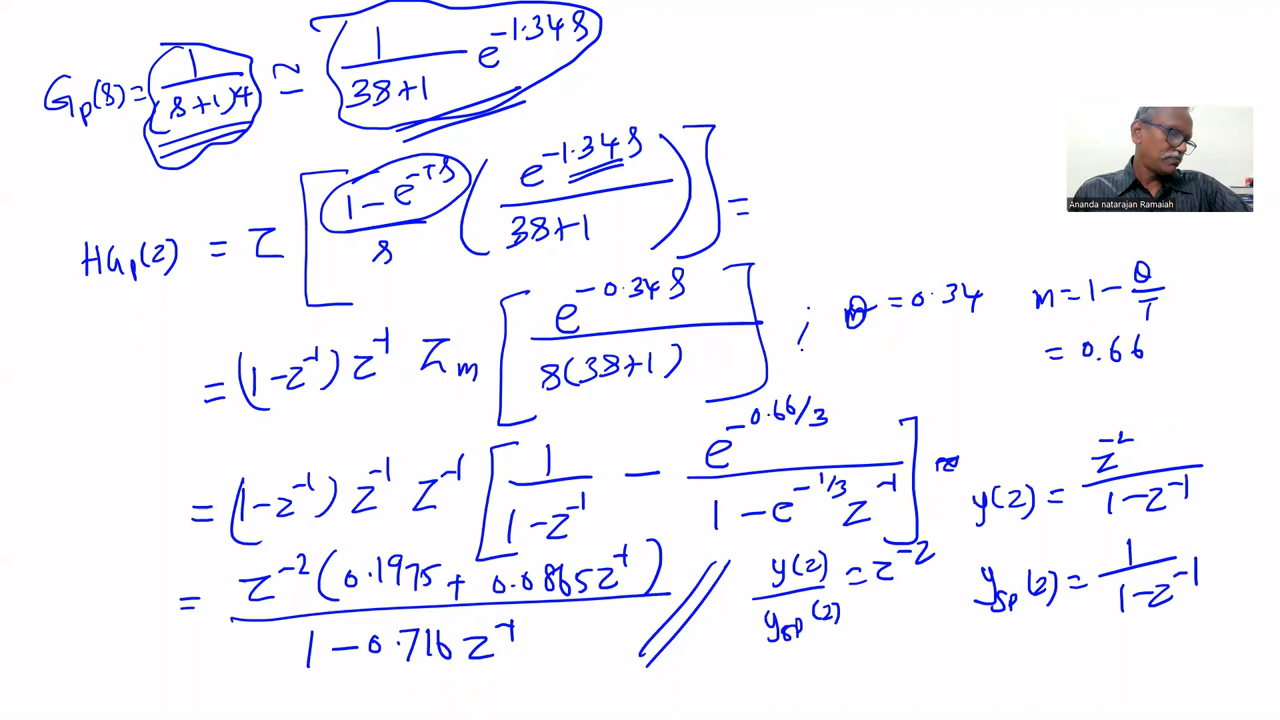 Gp(s) = 1/(s+1)^4 ≃ 1/(3s+1) e^(-1.34s)
HGp(z) = Z [ (1 - e^(-Ts))/s ( e^(-1.34s)/(3s+1) ) ] =
= (1 - z^-1) z^-1 Zm [ e^(-0.34s) / s(3s+1) ] ; θ = 0.34 m = 1 - θ/T
= 0.66
= (1 - z^-1) z^-1 z^-1 [ 1/(1 - z^-1) - e^(-0.66/3) / (1 - e^(-1/3) z^-1) ] y(z) = z^-2/(1 - z^-1)
= z^-2 (0.1975 + 0.0865 z^-1) / (1 - 0.716 z^-1) y(z)/ysp(z) = z^-2 ysp(z) = 1/(1 - z^-1)
Ananda natarajan Ramaiah